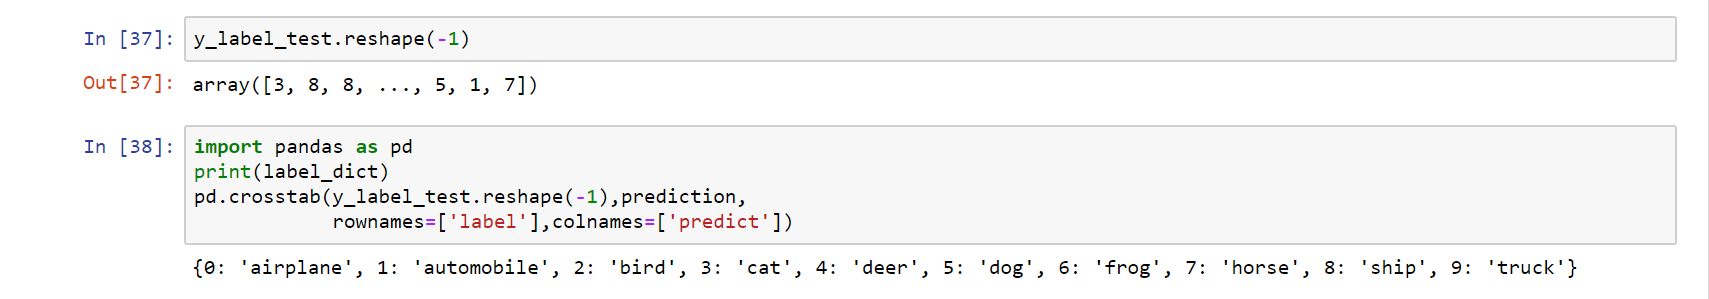 In [37]: y_label_test.reshape(-1)
Out[37]: array([3, 8, 8, ..., 5, 1, 7])
In [38]: import pandas as pd
print(label_dict)
pd.crosstab(y_label_test.reshape(-1),prediction,
            rownames=['label'],colnames=['predict'])
{0: 'airplane', 1: 'automobile', 2: 'bird', 3: 'cat', 4: 'deer', 5: 'dog', 6: 'frog', 7: 'horse', 8: 'ship', 9: 'truck'}